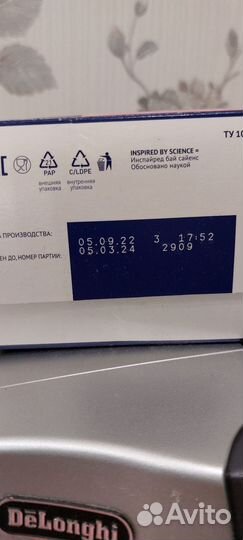 ТУ 10
21
PAP
внешняя
упаковка
C/LDPE
внутренняя
упаковка
INSPIRED BY SCIENCE =
Инспайред бай сайенс
Обосновано наукой
ПРОИЗВОДСТВА:
05.09.22 3 17:52
ЕН ДО, НОМЕР ПАРТИИ:
05.03.24 2909
DeLonghi
Avito